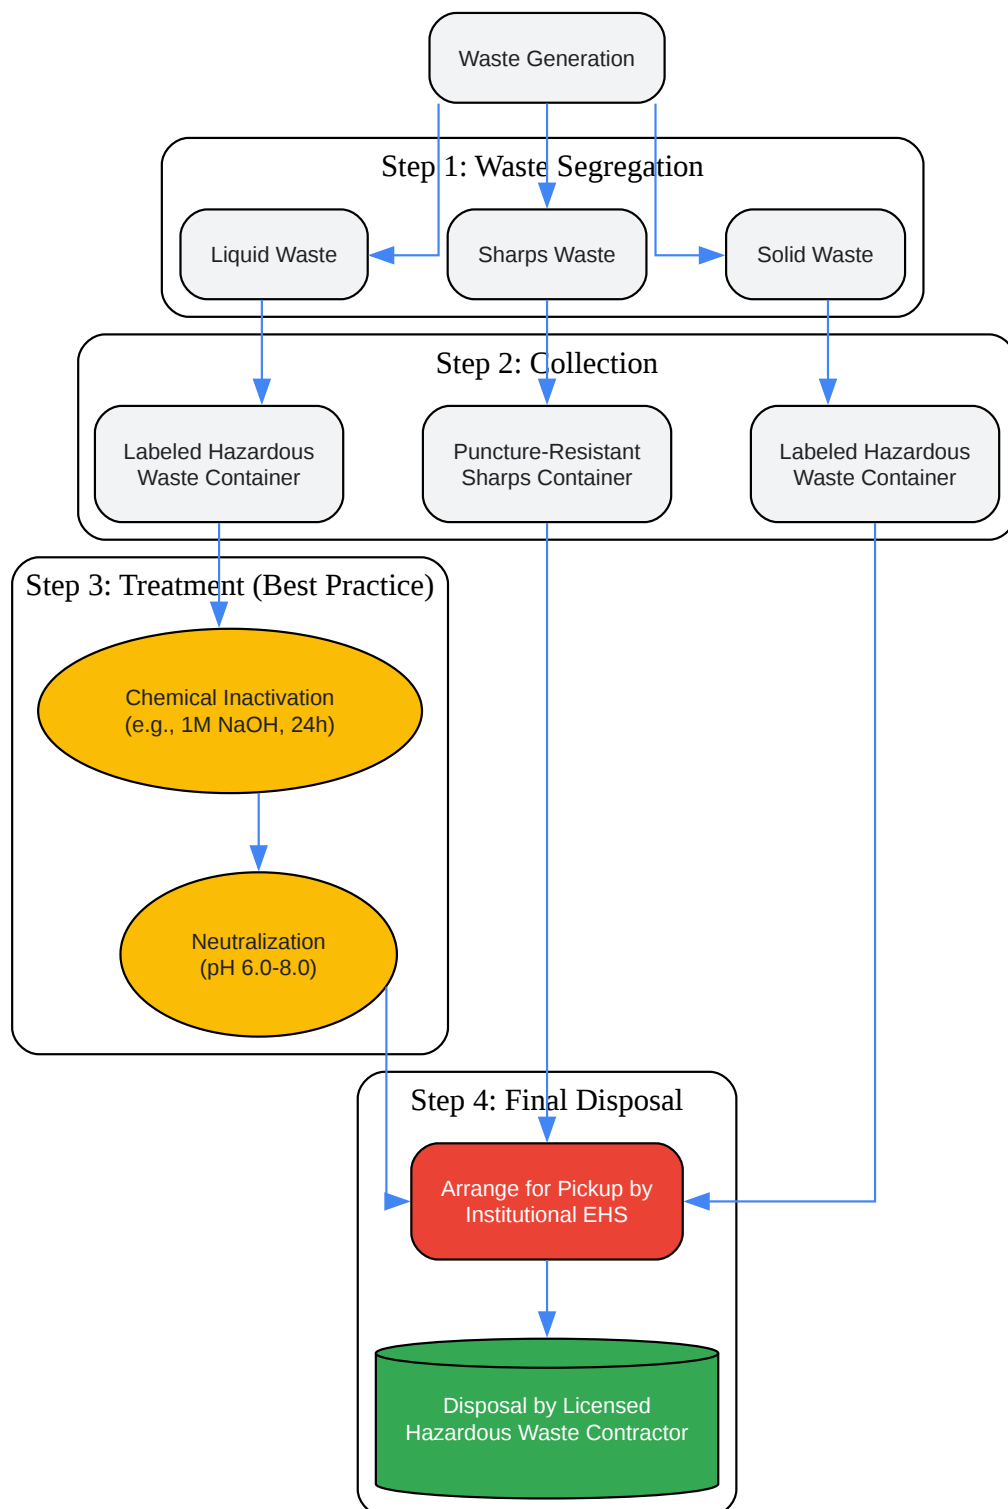 Waste Generation
Step 1: Waste Segregation
Liquid Waste
Sharps Waste
Solid Waste
Step 2: Collection
Labeled Hazardous
Waste Container
Puncture-Resistant
Sharps Container
Labeled Hazardous
Waste Container
Step 3: Treatment (Best Practice)
Chemical Inactivation
(e.g., 1M NaOH, 24h)
Neutralization
(pH 6.0-8.0)
Step 4: Final Disposal
Arrange for Pickup by
Institutional EHS
Disposal by Licensed
Hazardous Waste Contractor